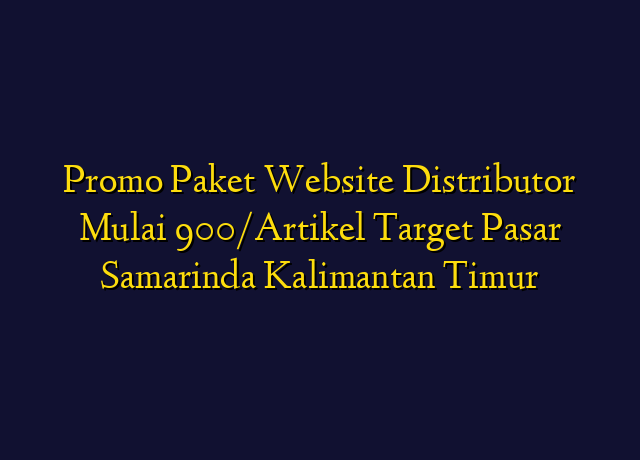 Promo Paket Website Distributor
Mulai 900/Artikel Target Pasar
Samarinda Kalimantan Timur